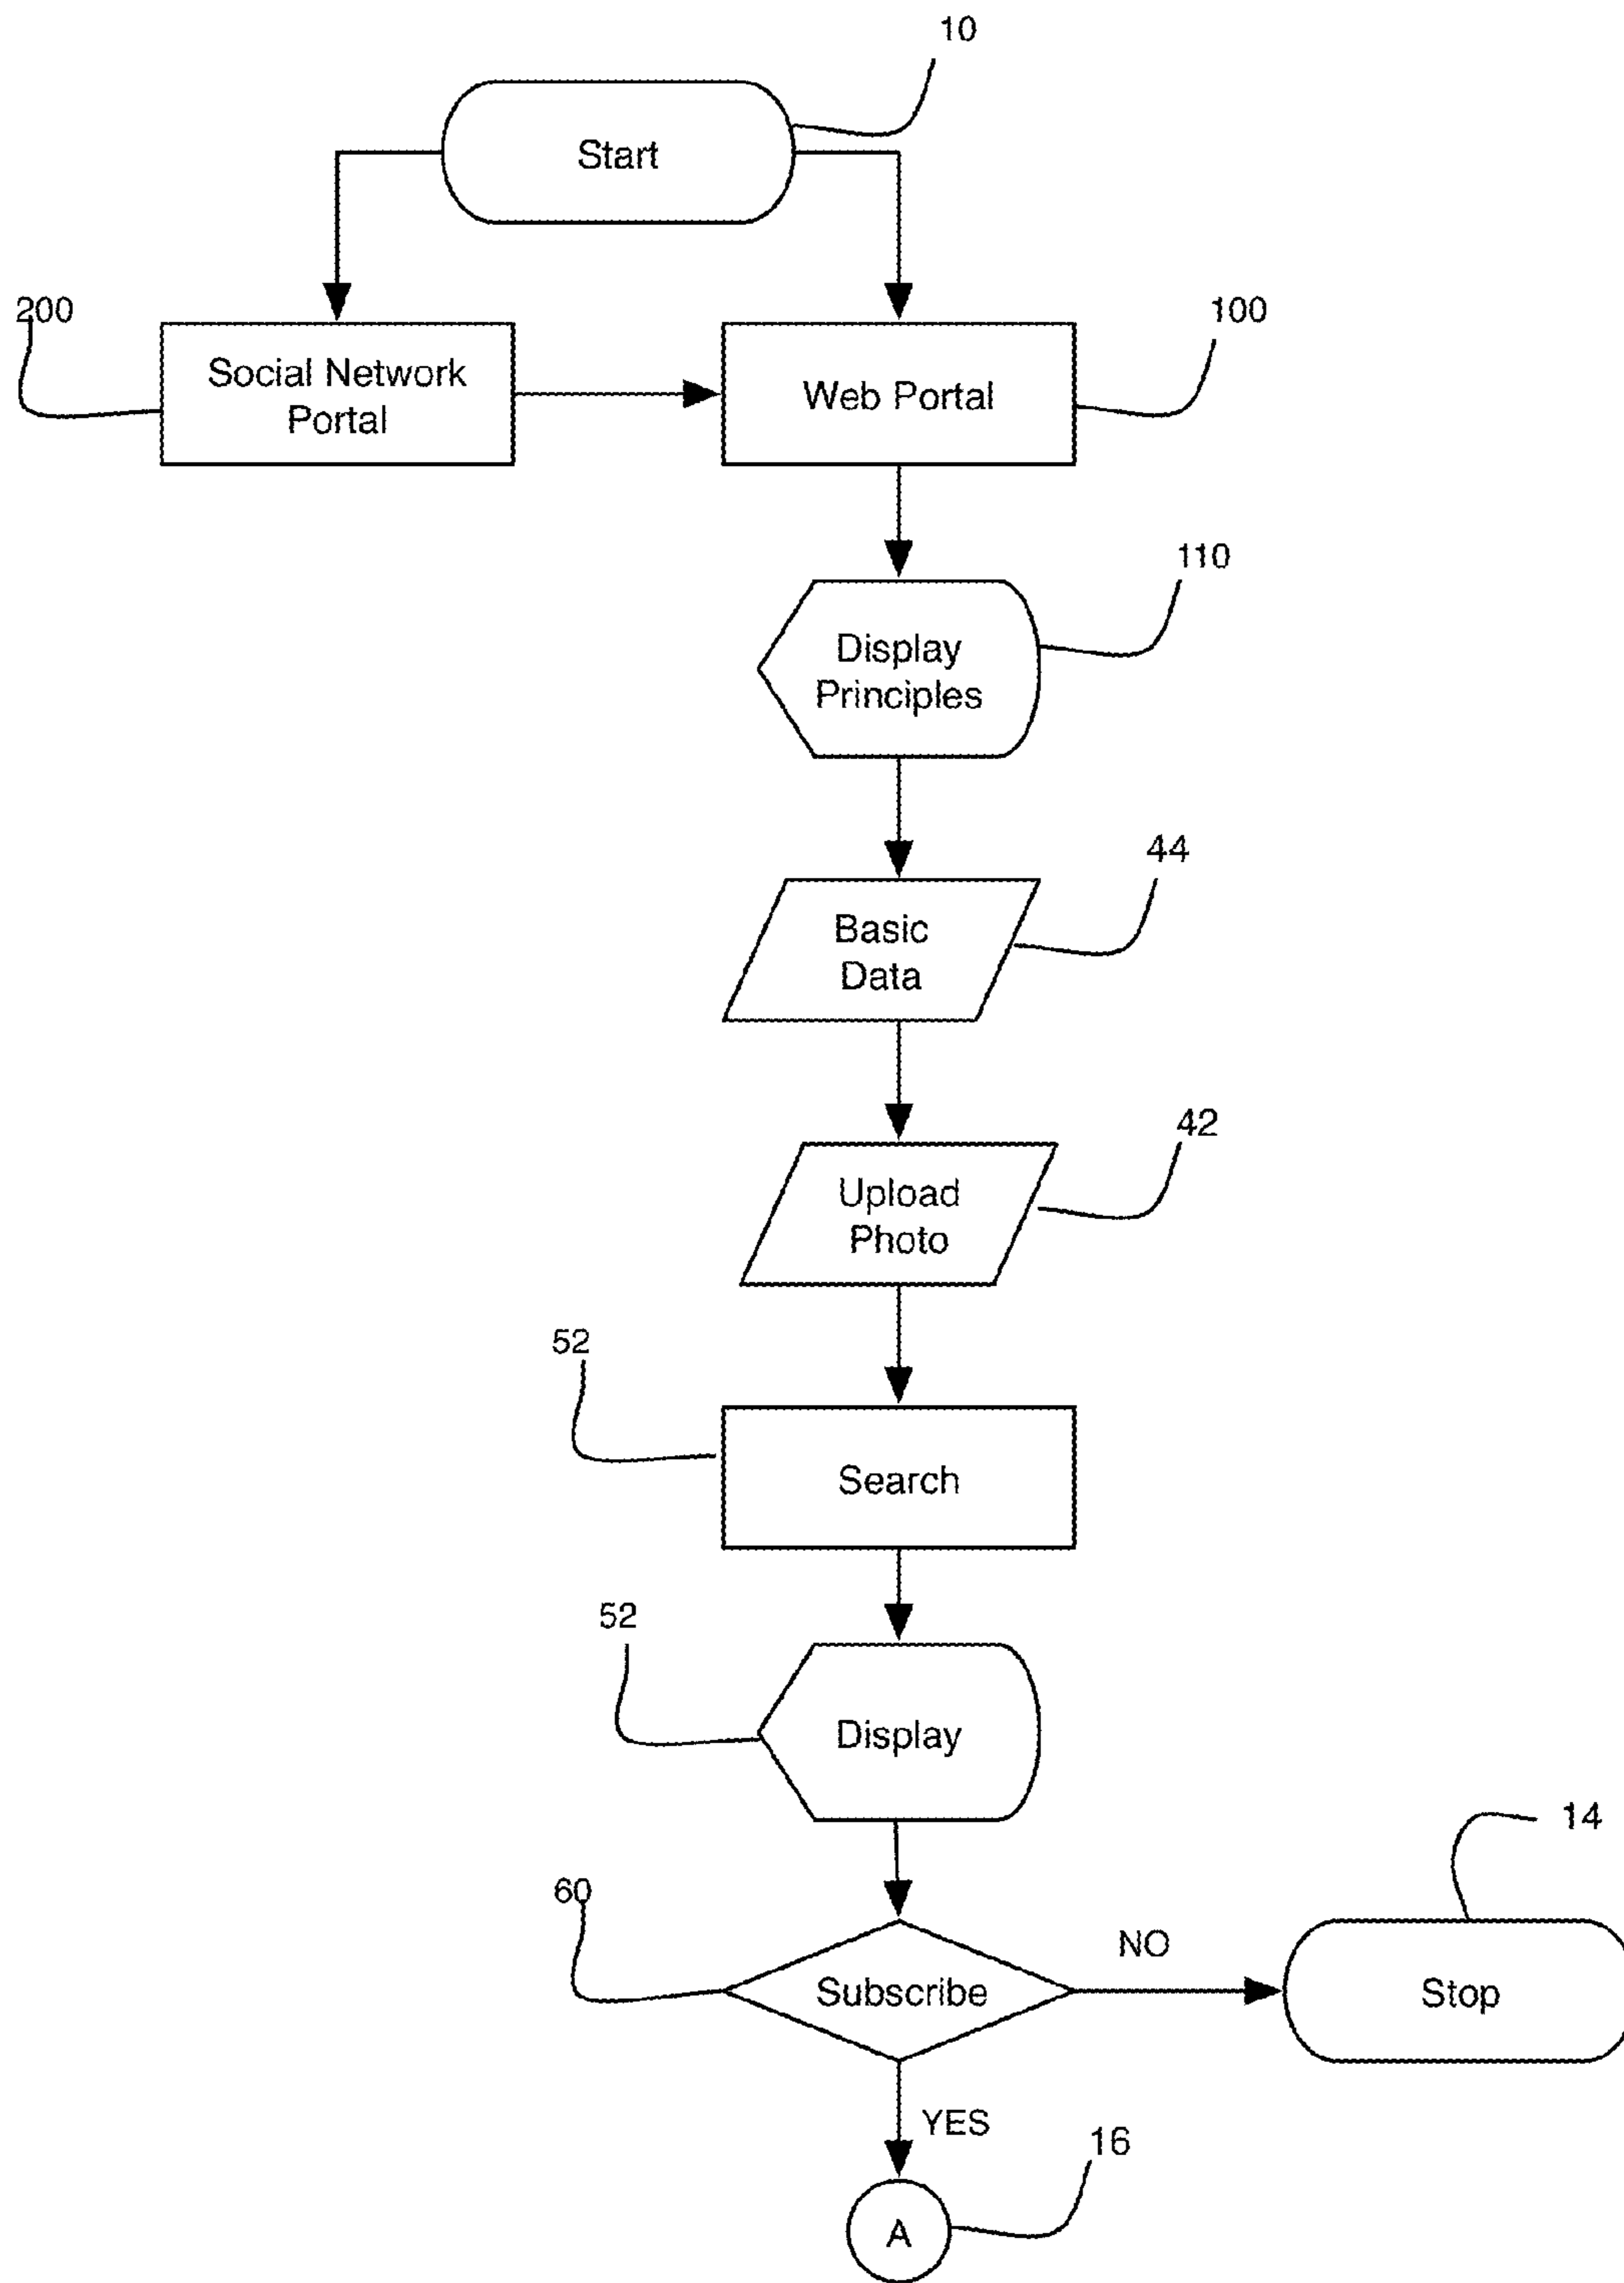 10
Start
200
100
Social Network
Portal
Web Portal
110
Display
Principles
44
Basic
Data
42
Upload
Photo
52
Search
52
Display
14
60
NO
Subscribe
Stop
YES
16
A